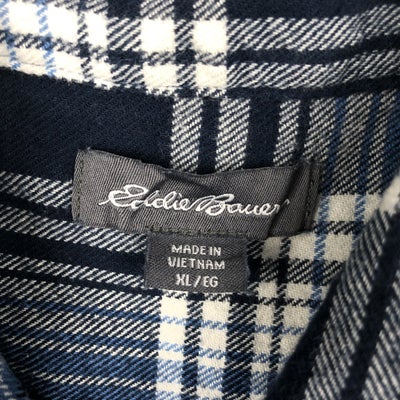 Eddie Bauer
MADE IN
VIETNAM
XL/EG